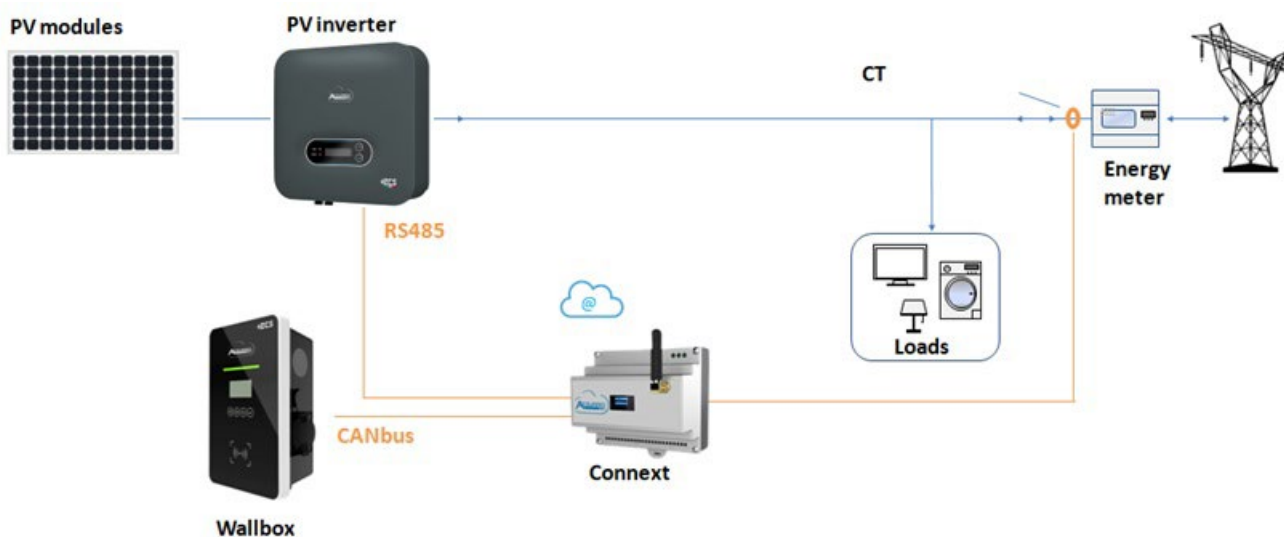 PV modules
PV inverter
CT
Energy
meter
RS485
@
Loads
CANbus
Connext
Wallbox